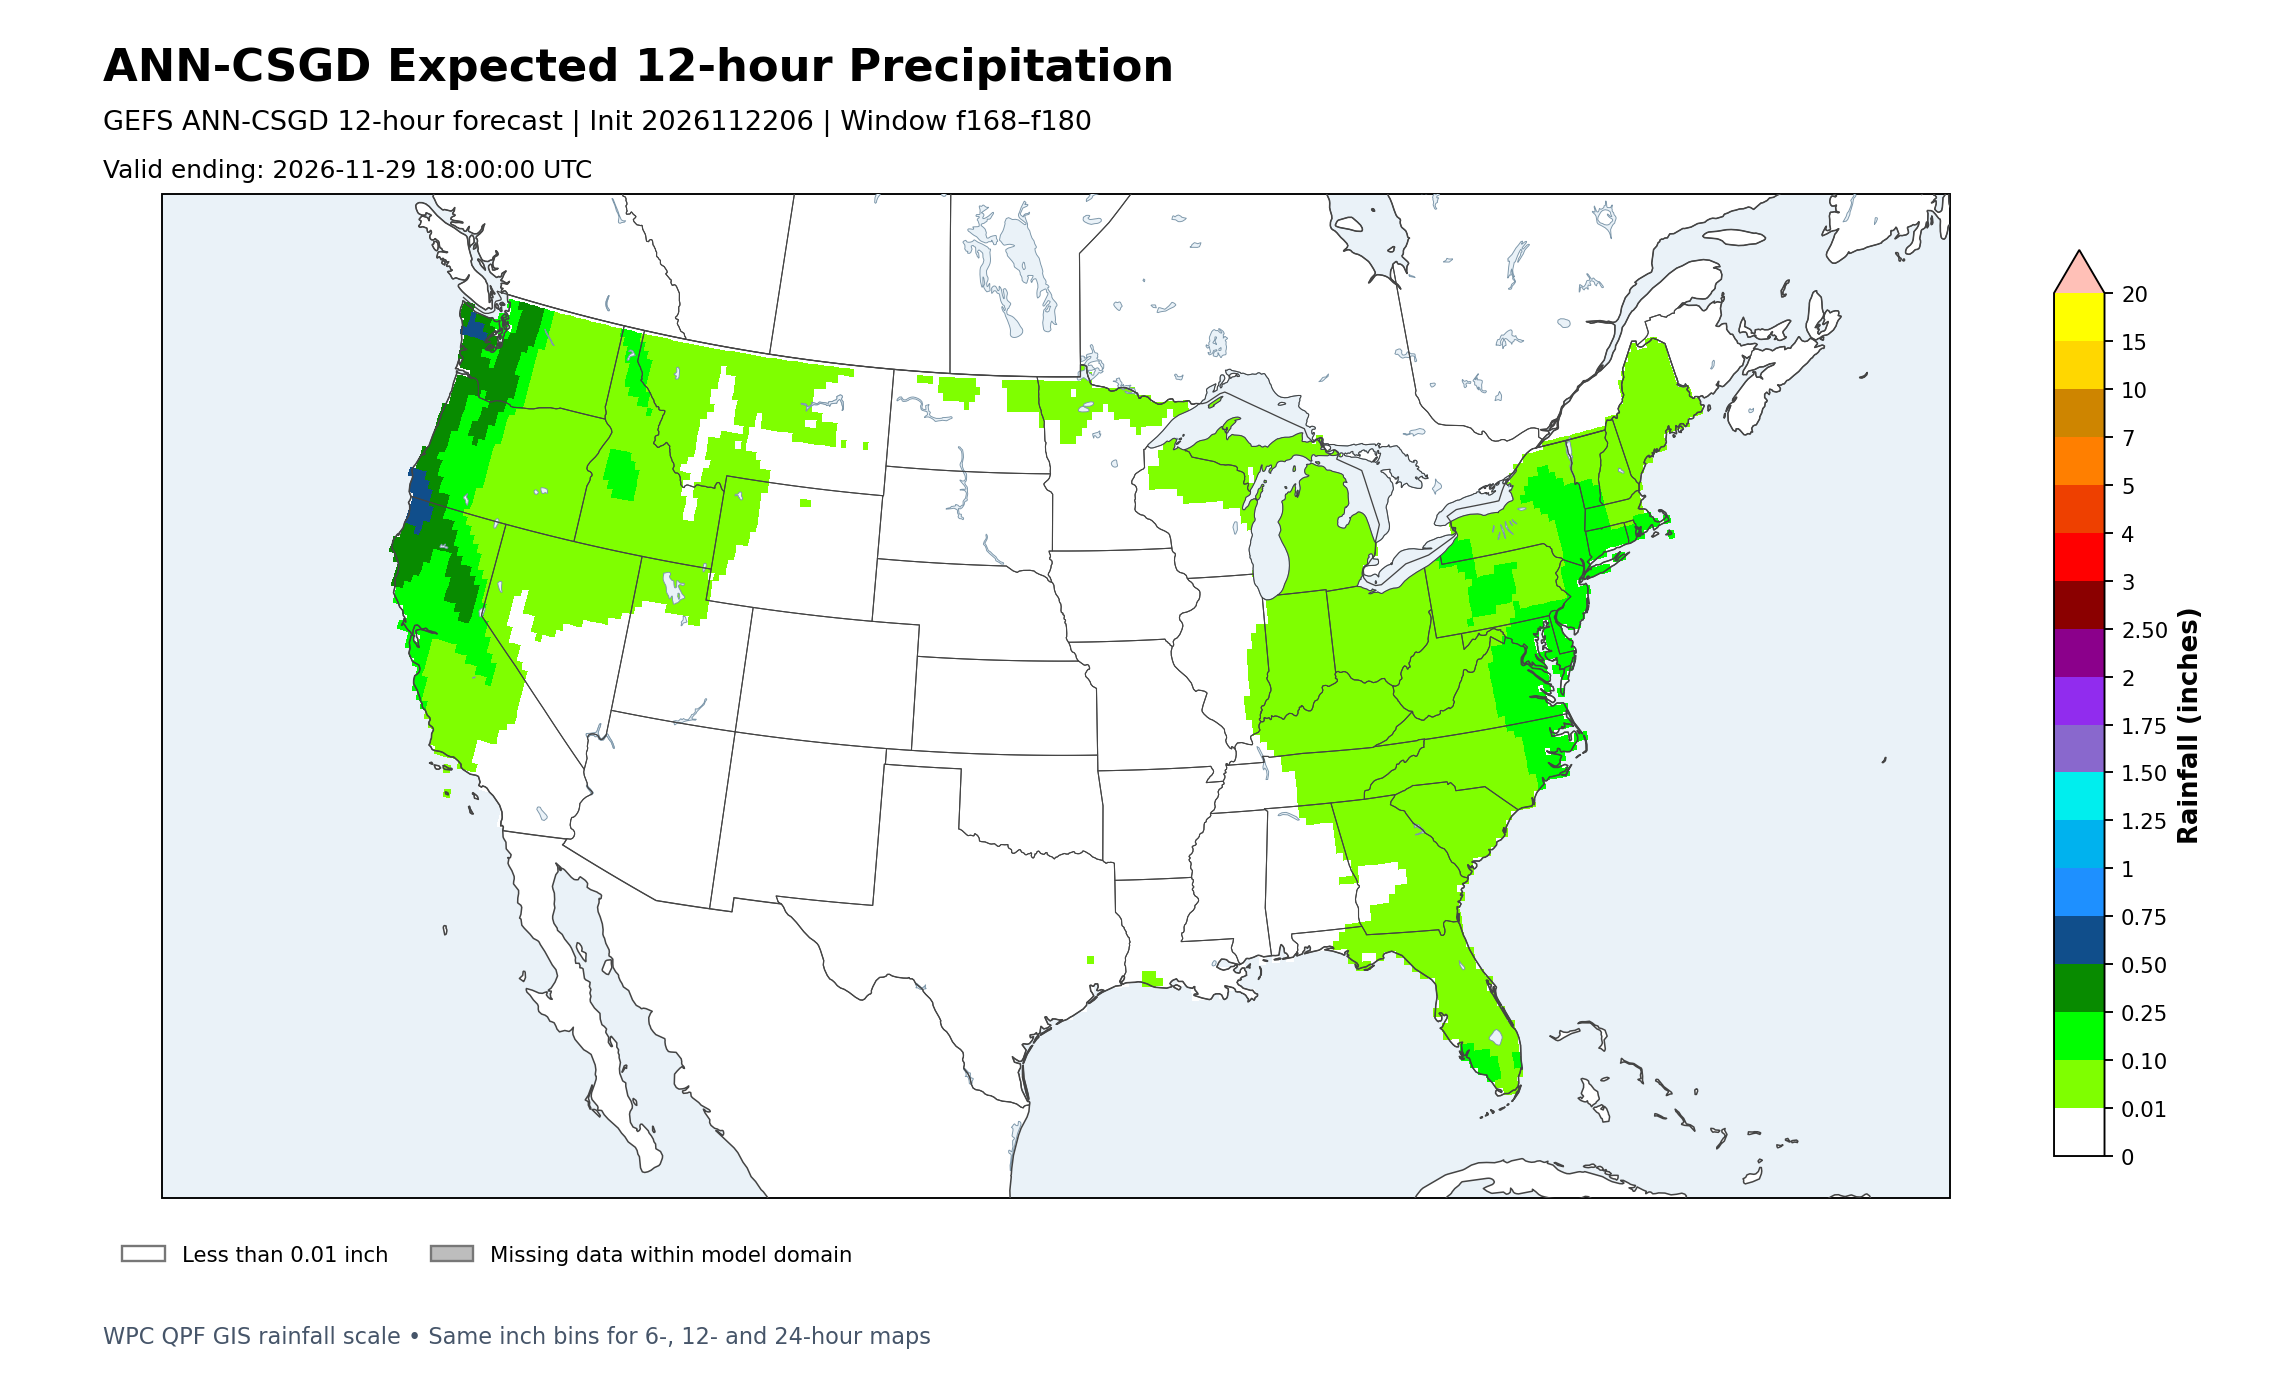 ANN-CSGD Expected 12-hour Precipitation
GEFS ANN-CSGD 12-hour forecast | Init 2026112206 | Window f168–f180
Valid ending: 2026-11-29 18:00:00 UTC
20
15
10
7
5
4
3
2.50
2
1.75
1.50
1.25
1
0.75
0.50
0.25
0.10
0.01
0
Rainfall (inches)
Less than 0.01 inch
Missing data within model domain
WPC QPF GIS rainfall scale • Same inch bins for 6-, 12- and 24-hour maps